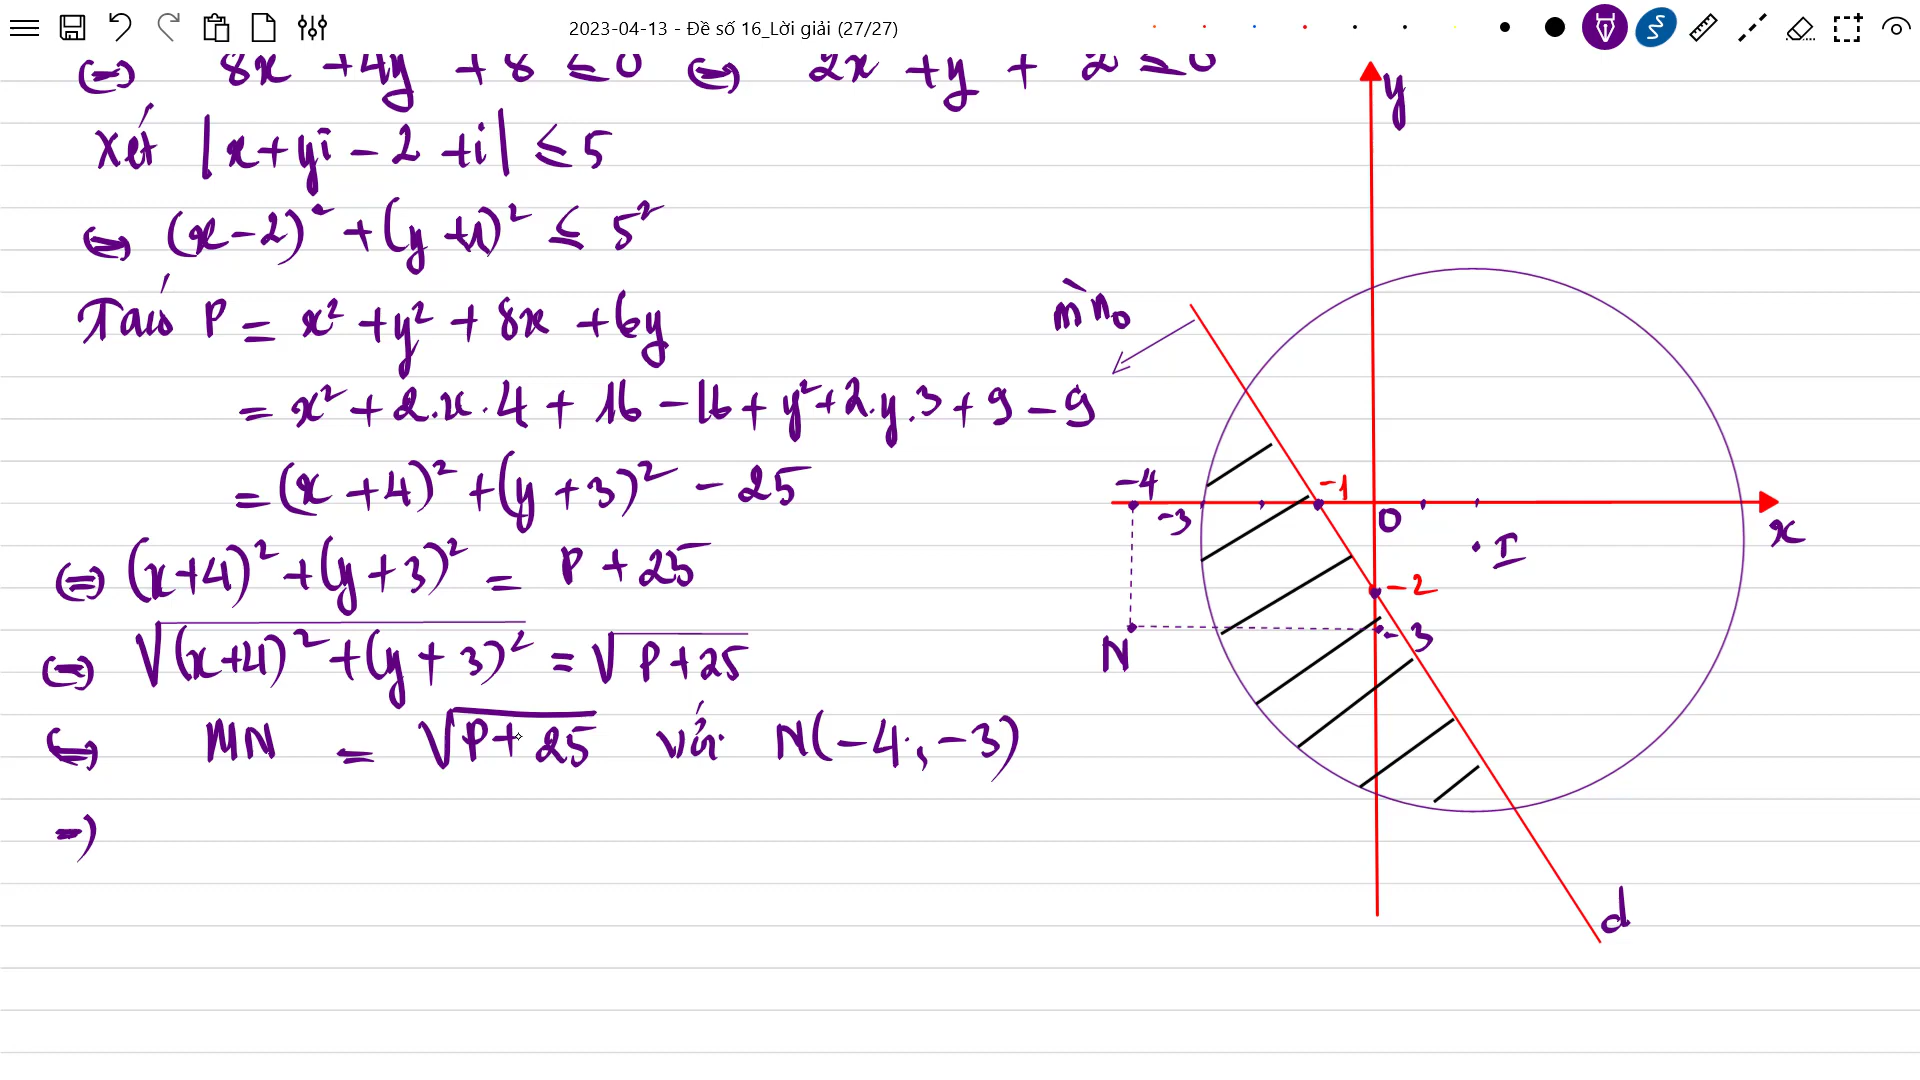 2023-04-13 - Đề số 16_Lời giải (27/27)
(=) 8x + 4y + 8 ≤ 0 ⇔ 2x + y + 2 ≤ 0
Xét |x + yi - 2 + i| ≤ 5
⇔ (x - 2)² + (y + 1)² ≤ 5²
Ta có P = x² + y² + 8x + 6y
= x² + 2.x.4 + 16 - 16 + y² + 2.y.3 + 9 - 9
= (x + 4)² + (y + 3)² - 25
(=) (x+4)² + (y+3)² = P + 25
(=) √(x+4)² + (y+3)² = √P+25
⇔ MN = √P+25 với N(-4; -3)
=)
y
miền
-4
-3
-1
O
x
I
-2
-3
N
d